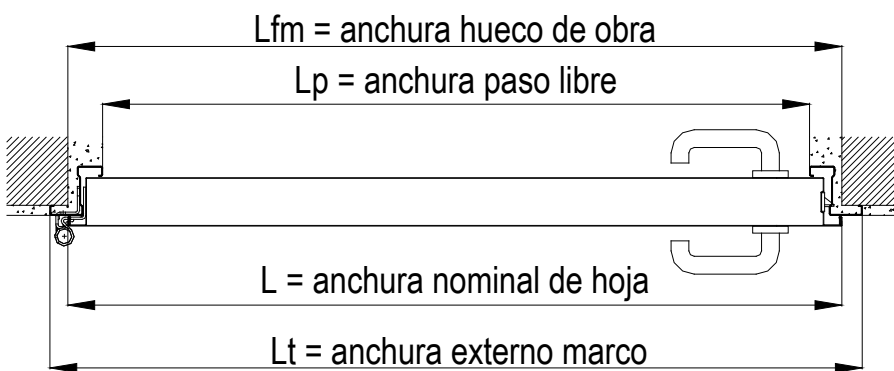 Lfm = anchura hueco de obra
Lp = anchura paso libre
L = anchura nominal de hoja
Lt = anchura externo marco